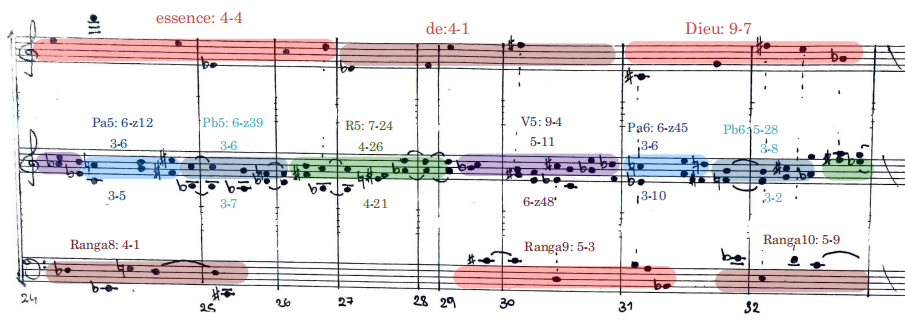 essence: 4-4
de:4-1
Dieu: 9-7
Pa5: 6-z12
3-6
3-5
Pb5: 6-z39
3-6
3-7
R5: 7-24
4-26
4-21
V5: 9-4
5-11
6-z48
Pa6: 6-z45
3-6
3-10
Pb6: 5-28
3-8
3-2
Ranga8: 4-1
Ranga9: 5-3
Ranga10: 5-9
24 25 26 27 28 29 30 31 32